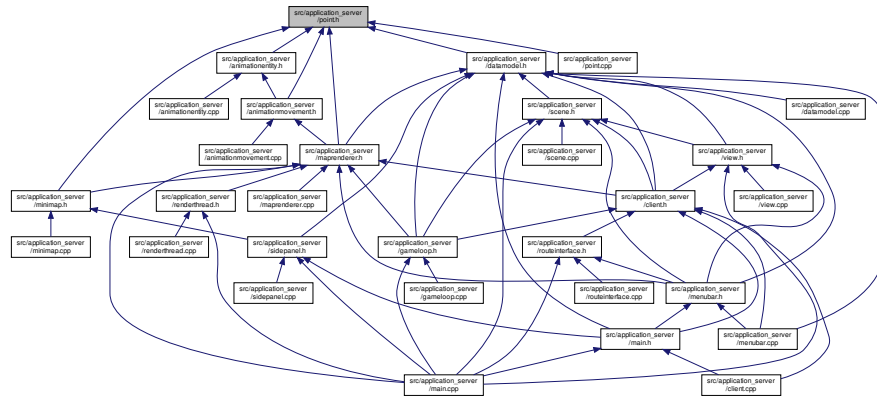 src/application_server
/point.h
src/application_server
/animationentity.h
src/application_server
/datamodel.h
src/application_server
/point.cpp
src/application_server
/animationentity.cpp
src/application_server
/animationmovement.h
src/application_server
/scene.h
src/application_server
/datamodel.cpp
src/application_server
/animationmovement.cpp
src/application_server
/maprenderer.h
src/application_server
/scene.cpp
src/application_server
/view.h
src/application_server
/minimap.h
src/application_server
/renderthread.h
src/application_server
/maprenderer.cpp
src/application_server
/client.h
src/application_server
/view.cpp
src/application_server
/minimap.cpp
src/application_server
/renderthread.cpp
src/application_server
/sidepanel.h
src/application_server
/gameloop.h
src/application_server
/routeinterface.h
src/application_server
/sidepanel.cpp
src/application_server
/gameloop.cpp
src/application_server
/routeinterface.cpp
src/application_server
/menubar.h
src/application_server
/main.h
src/application_server
/menubar.cpp
src/application_server
/main.cpp
src/application_server
/client.cpp